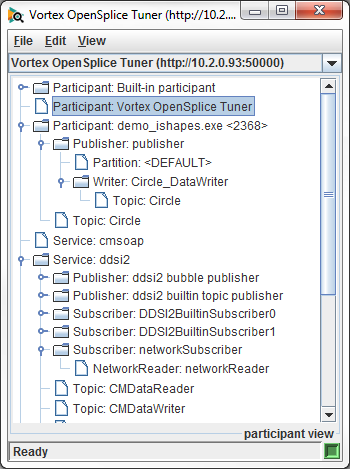 Vortex OpenSplice Tuner (http://10.2....
File Edit View
Vortex OpenSplice Tuner (http://10.2.0.93:50000)
Participant: Built-in participant
Participant: Vortex OpenSplice Tuner
Participant: demo_ishapes.exe <2368>
Publisher: publisher
Partition: <DEFAULT>
Writer: Circle_DataWriter
Topic: Circle
Topic: Circle
Service: cmsoap
Service: ddsi2
Publisher: ddsi2 bubble publisher
Publisher: ddsi2 builtin topic publisher
Subscriber: DDSI2BuiltinSubscriber0
Subscriber: DDSI2BuiltinSubscriber1
Subscriber: networkSubscriber
NetworkReader: networkReader
Topic: CMDataReader
Topic: CMDataWriter
participant view
Ready